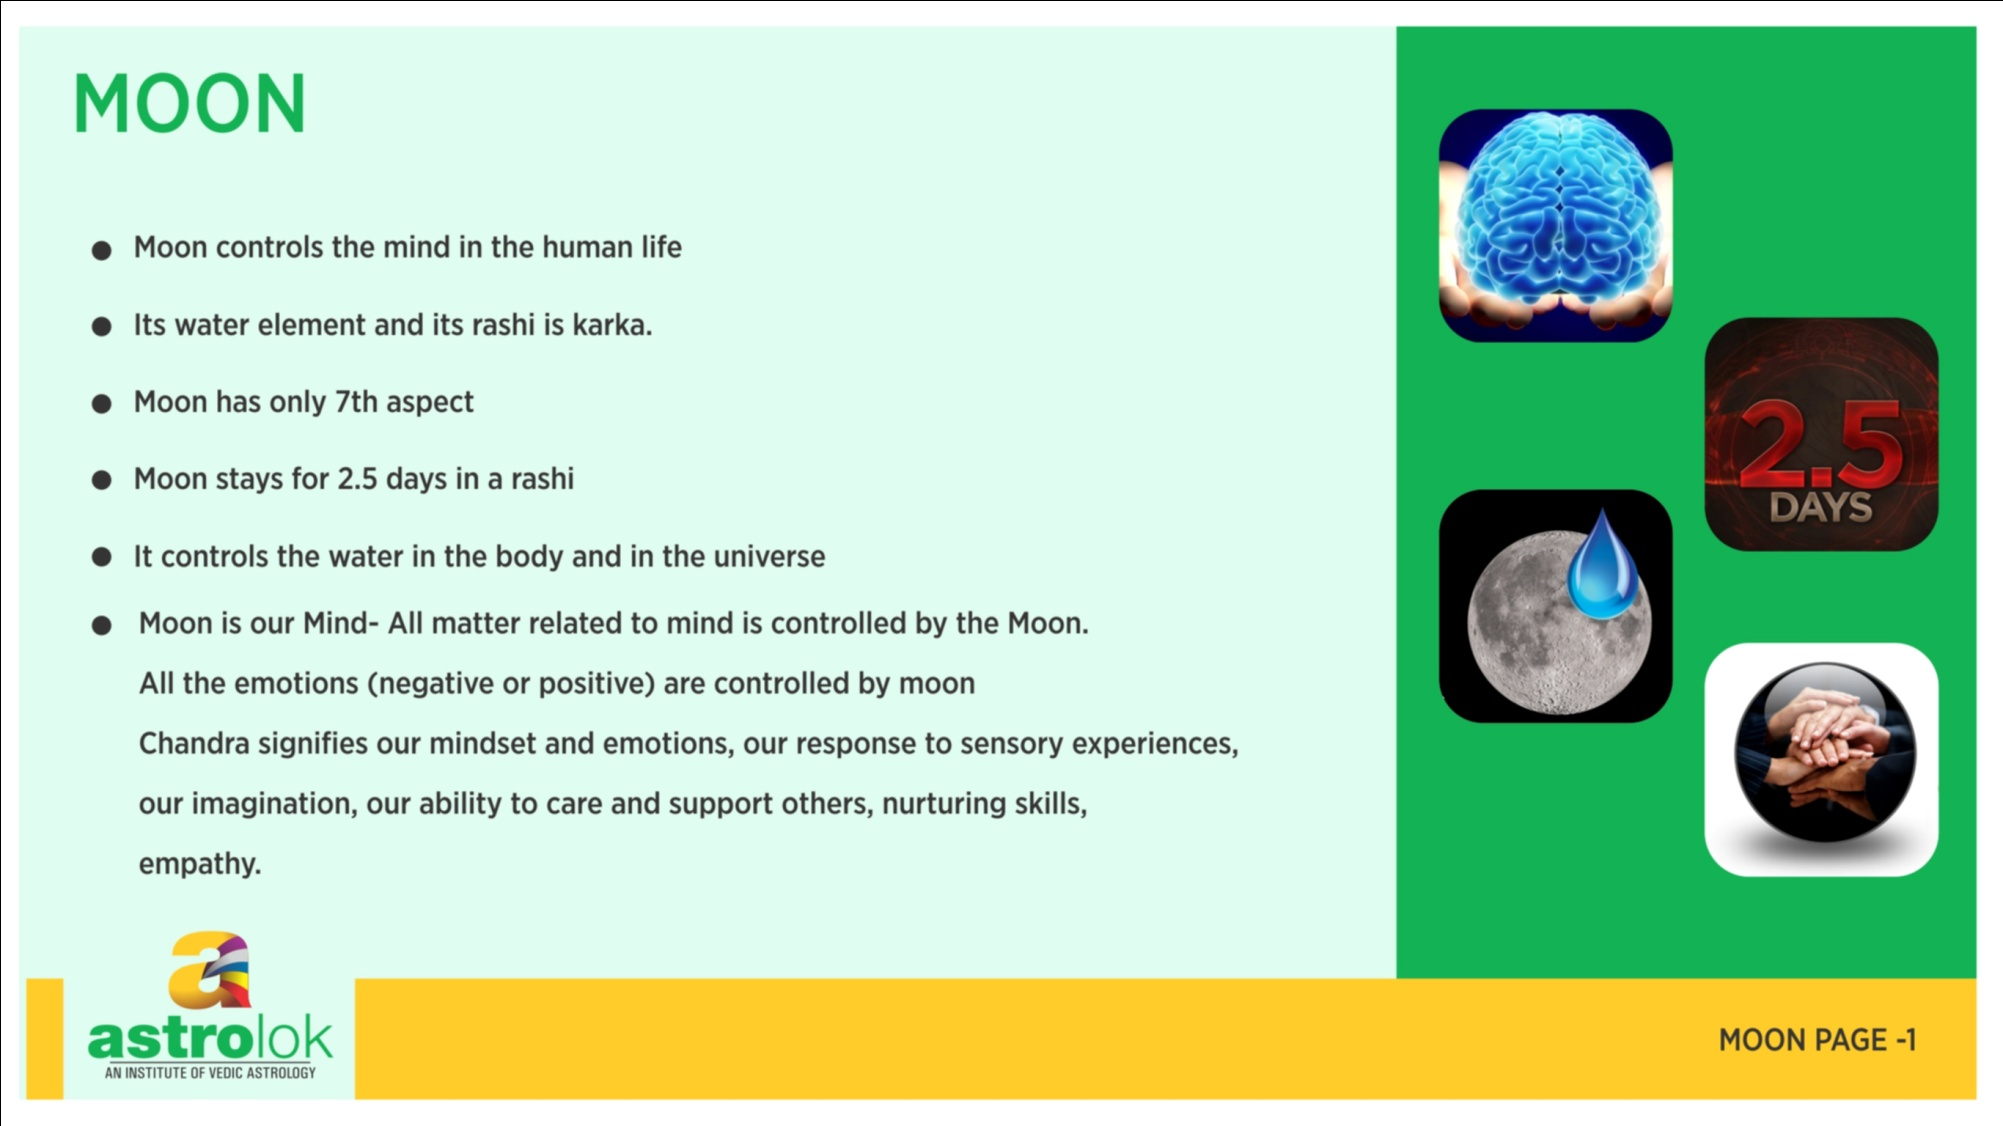 MOON
● Moon controls the mind in the human life
● Its water element and its rashi is karka.
● Moon has only 7th aspect
● Moon stays for 2.5 days in a rashi
● It controls the water in the body and in the universe
● Moon is our Mind- All matter related to mind is controlled by the Moon.
All the emotions (negative or positive) are controlled by moon
Chandra signifies our mindset and emotions, our response to sensory experiences,
our imagination, our ability to care and support others, nurturing skills,
empathy.
2.5
DAYS
a
astrolok
AN INSTITUTE OF VEDIC ASTROLOGY
MOON PAGE -1